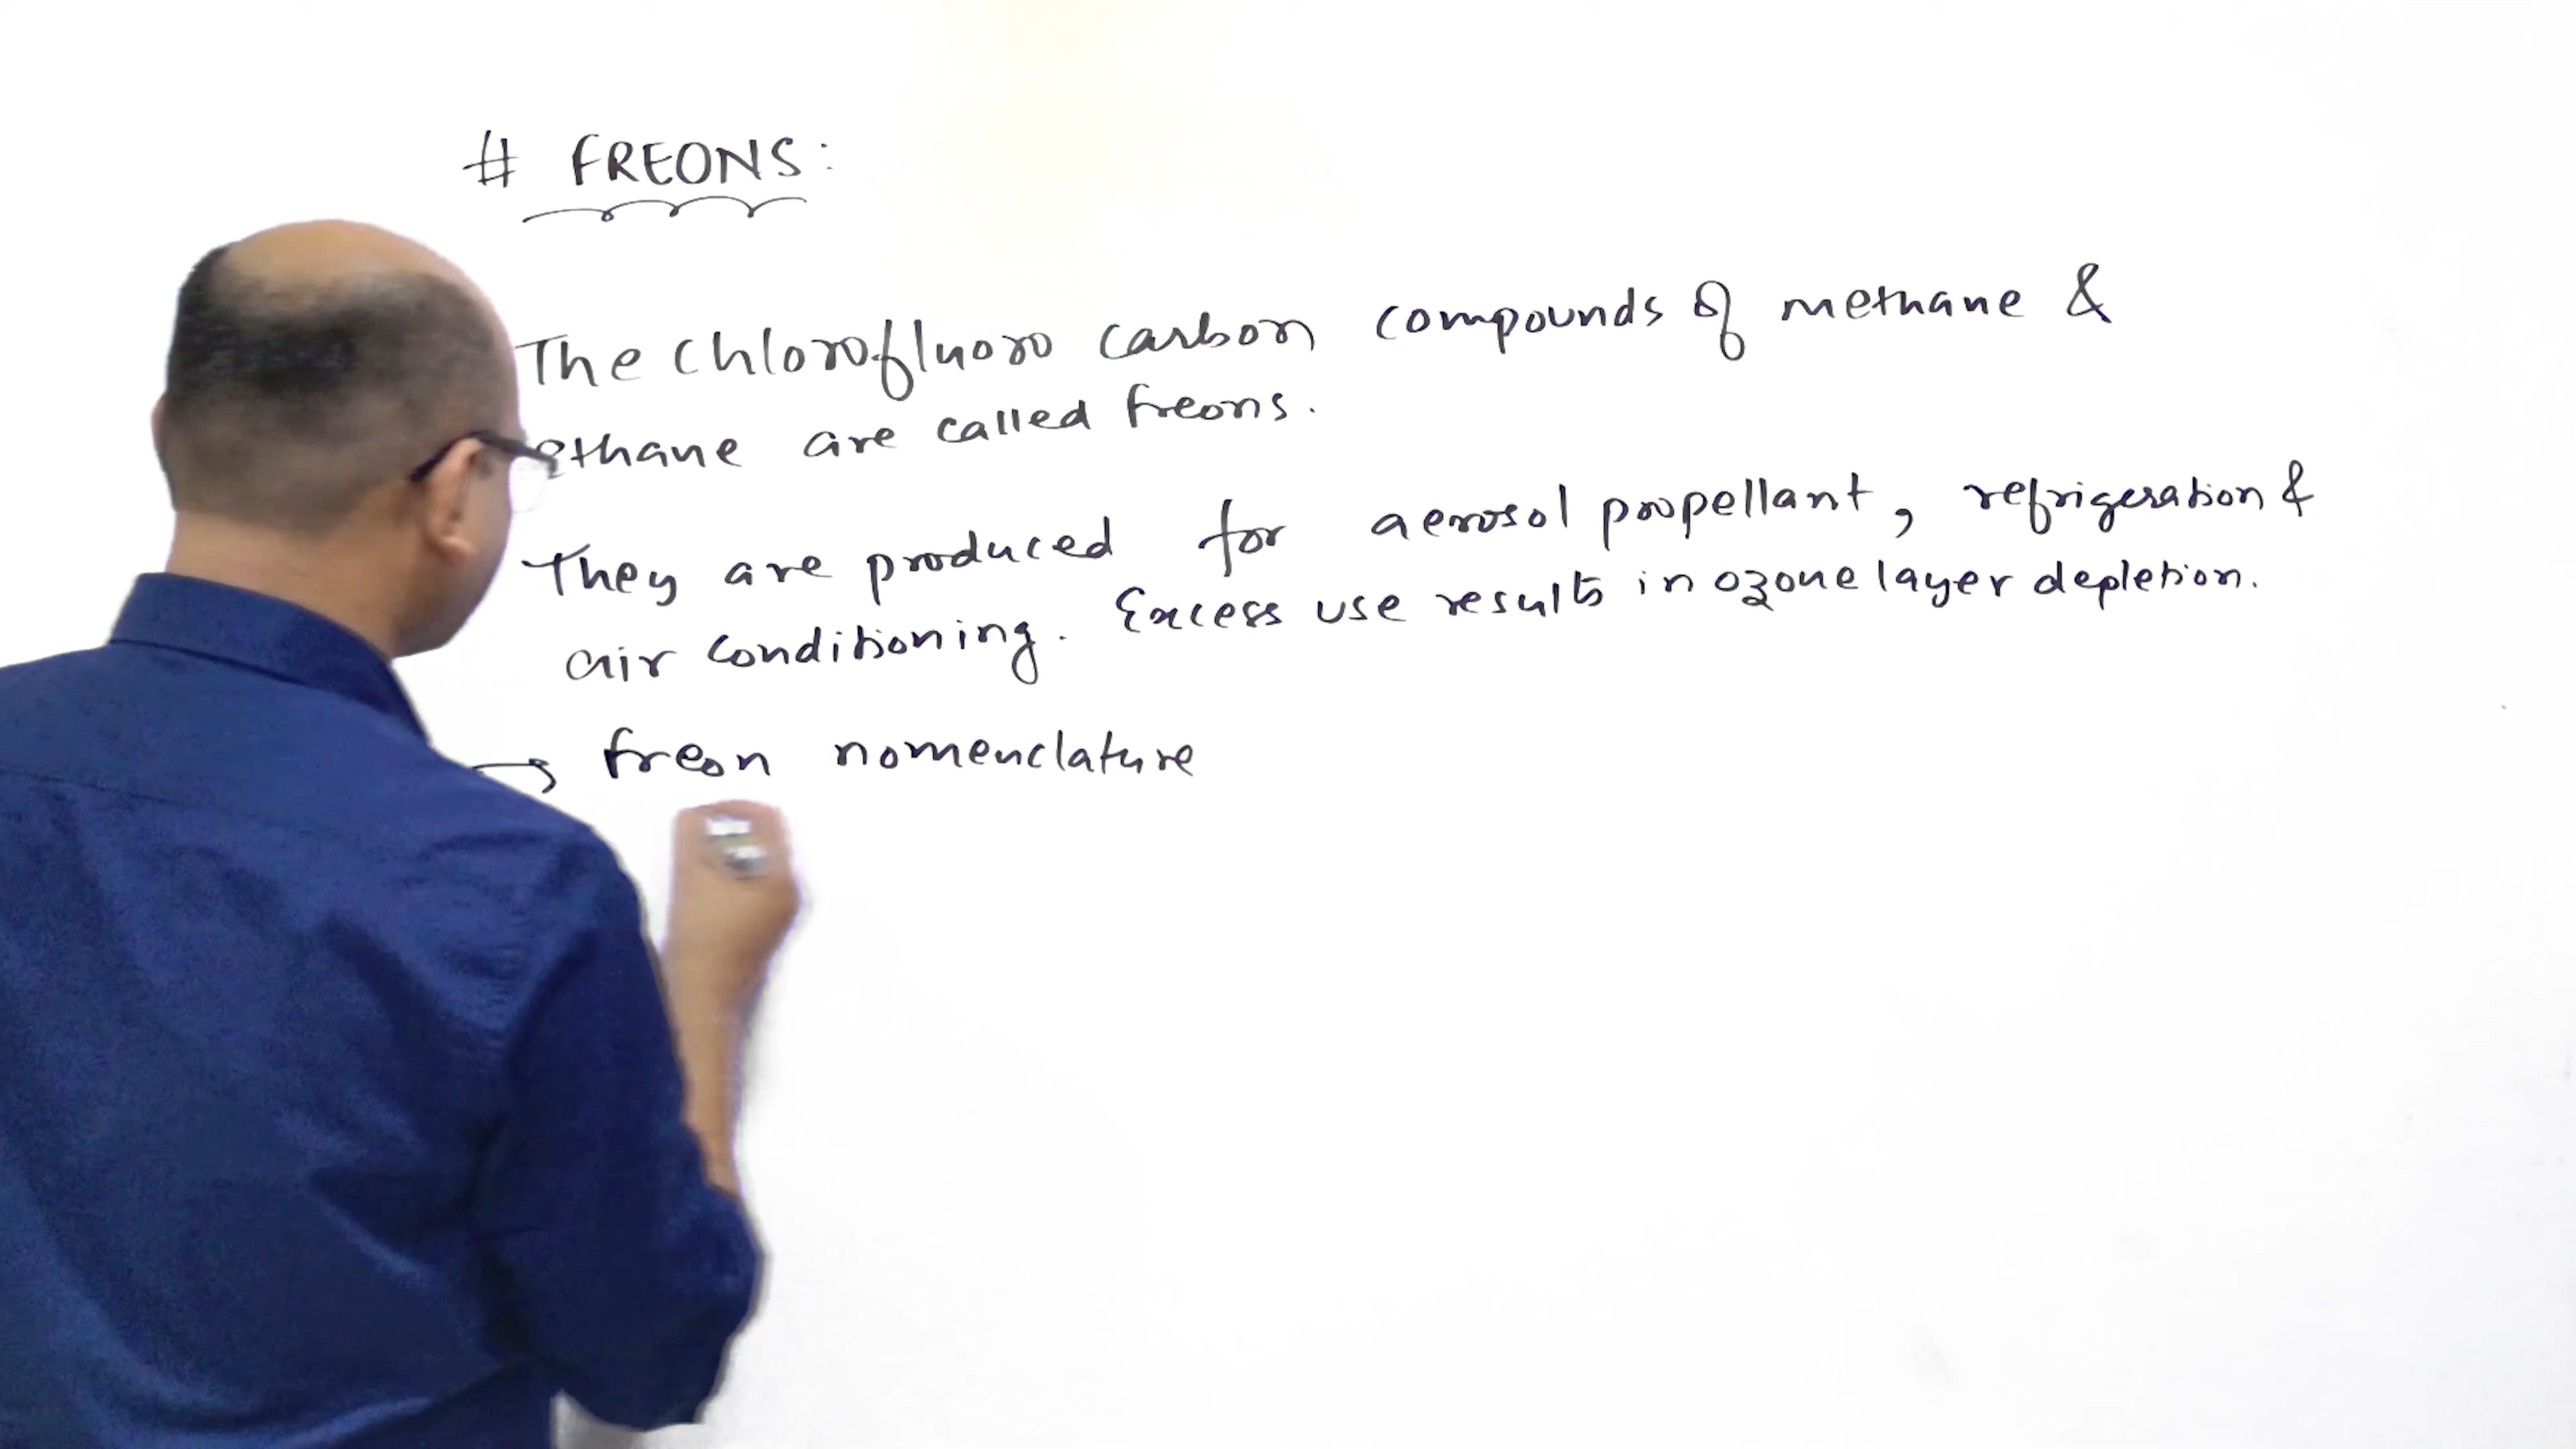 # FREONS:
The Chlorofluoro carbon compounds of methane &
ethane are called freons.
They are produced for aerosol propellant, refrigeration &
air conditioning. Excess use results in ozone layer depletion.
→ freon nomenclature